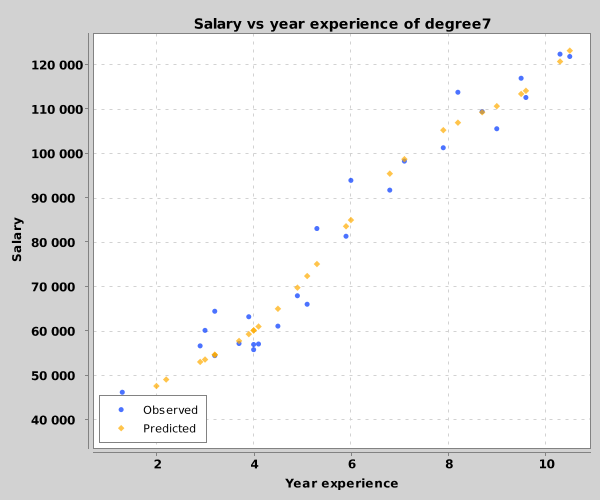 Salary vs year experience of degree7
120 000
110 000
100 000
90 000
80 000
70 000
60 000
50 000
40 000
Salary
Observed
Predicted
2 4 6 8 10
Year experience